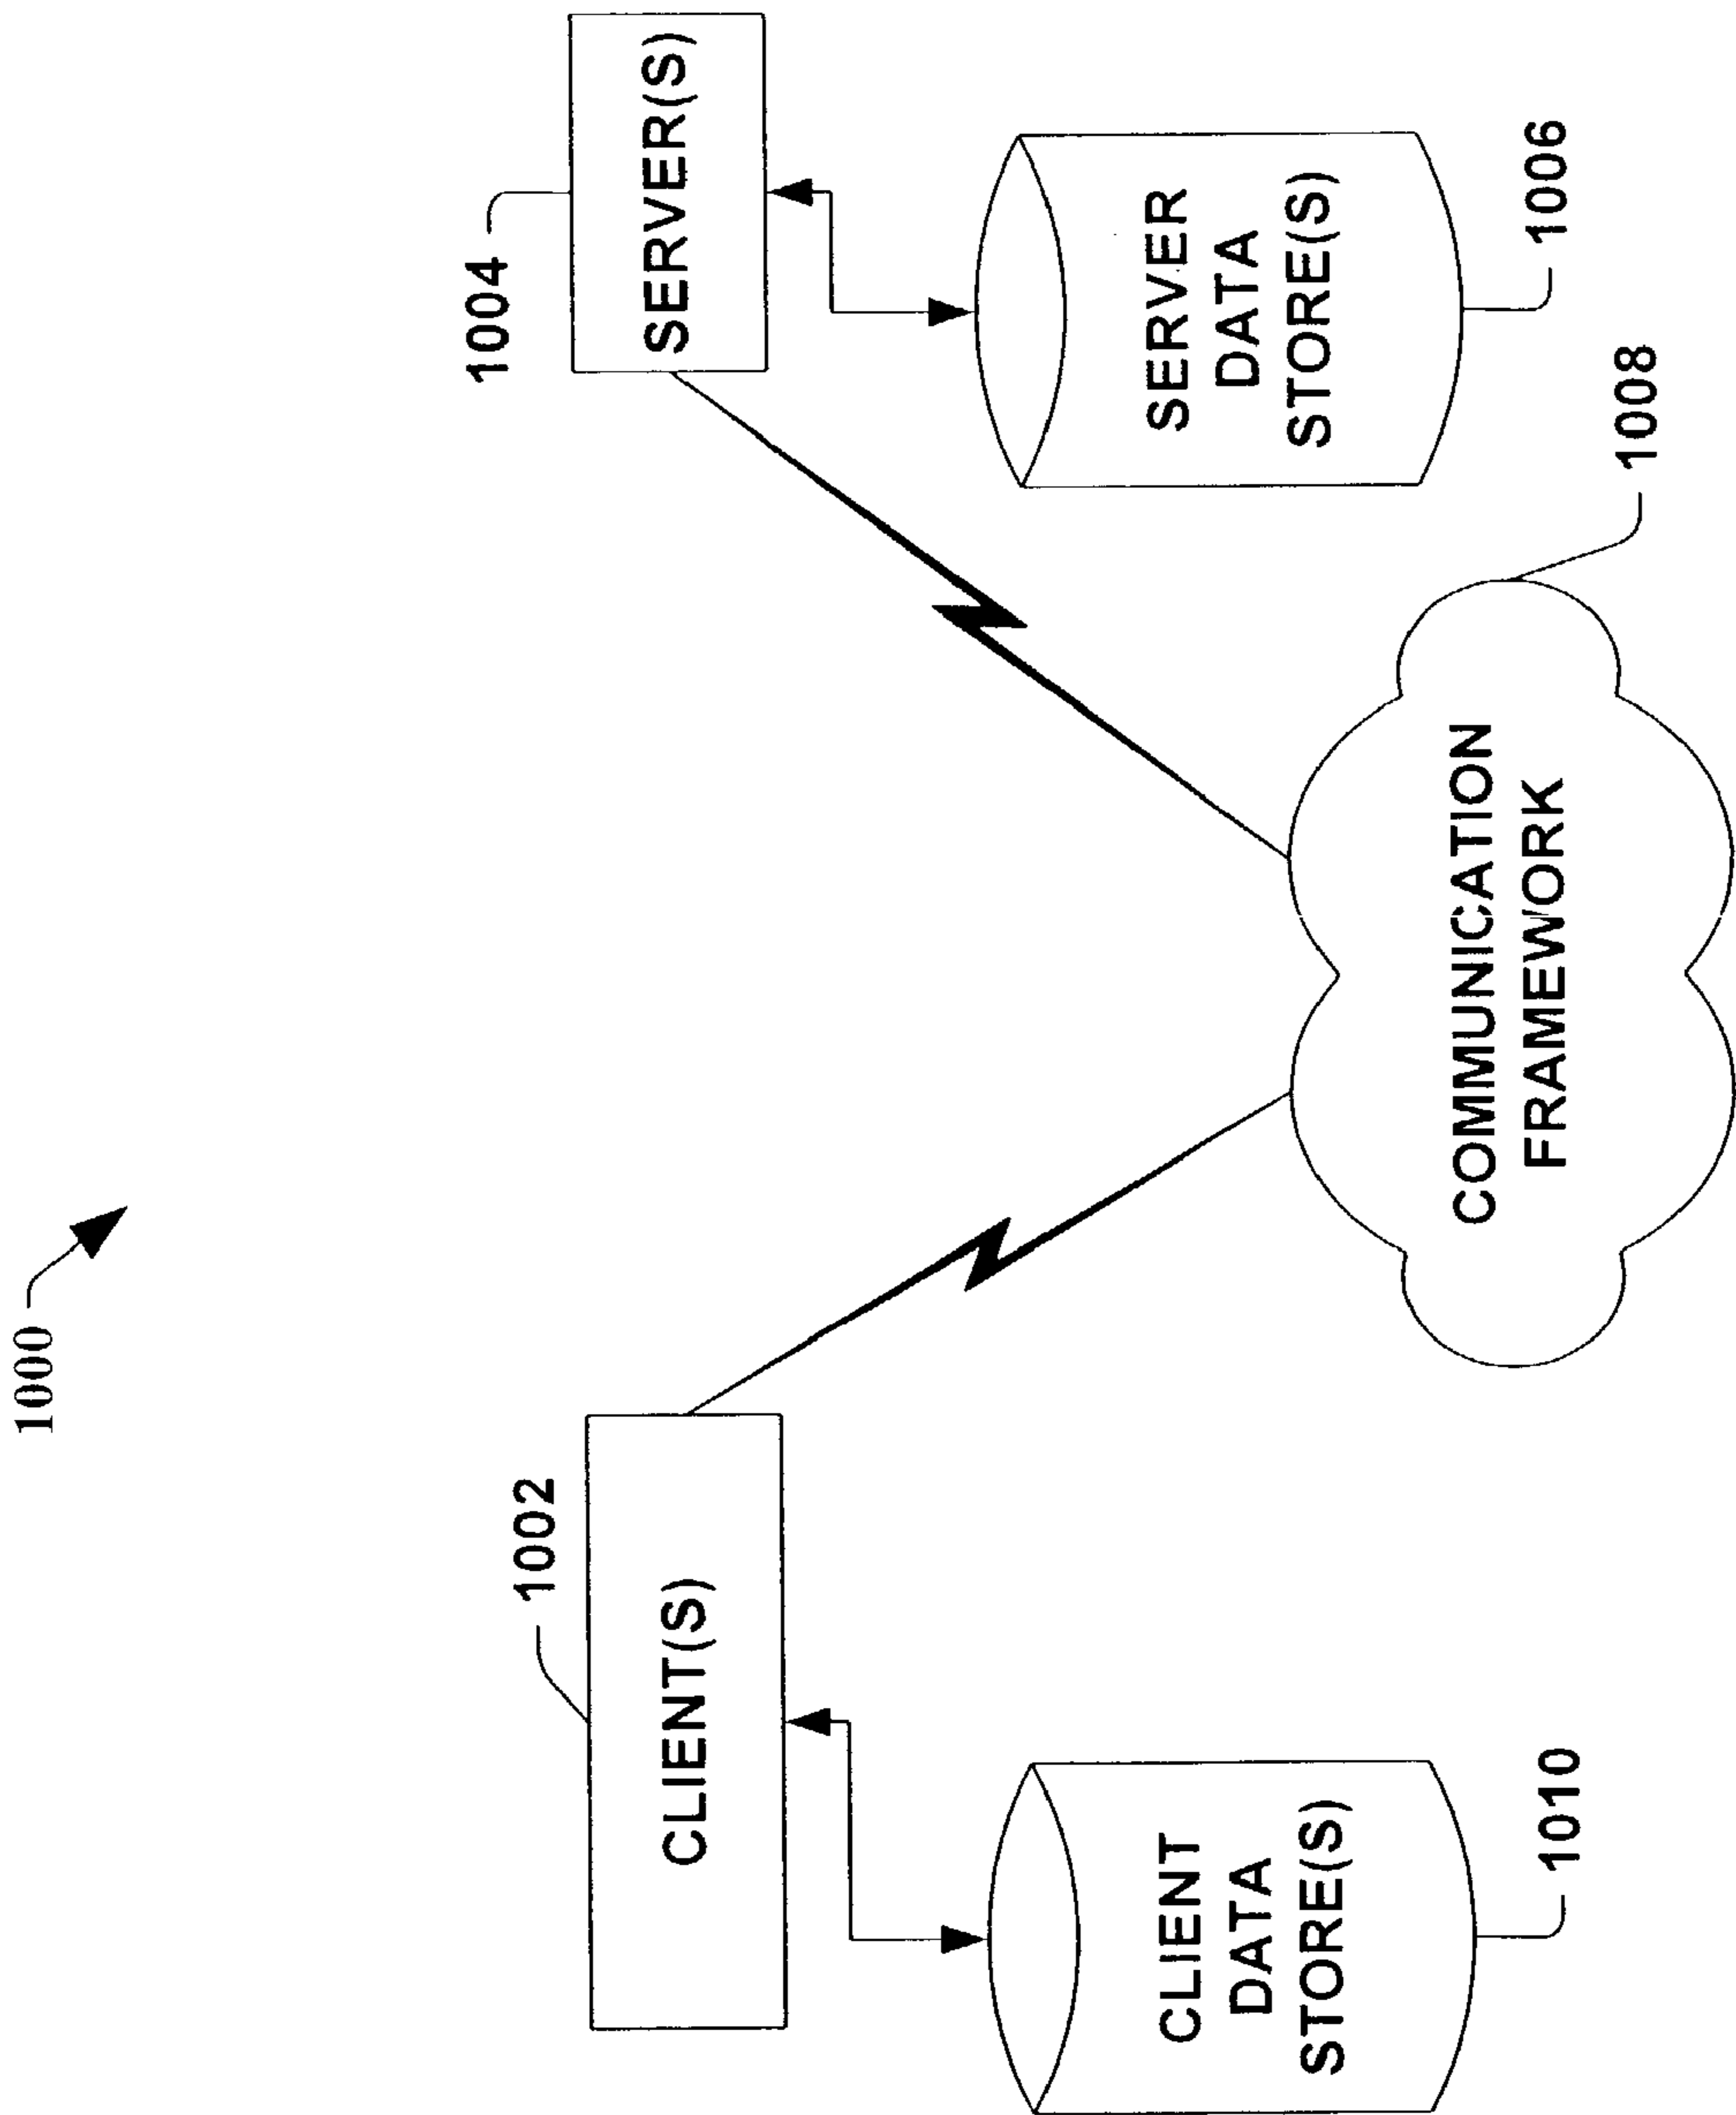 1000
1002
CLIENT(S)
1004
SERVER(S)
CLIENT
DATA
STORE(S)
1010
SERVER
DATA
STORE(S)
1006
COMMUNICATION
FRAMEWORK
1008